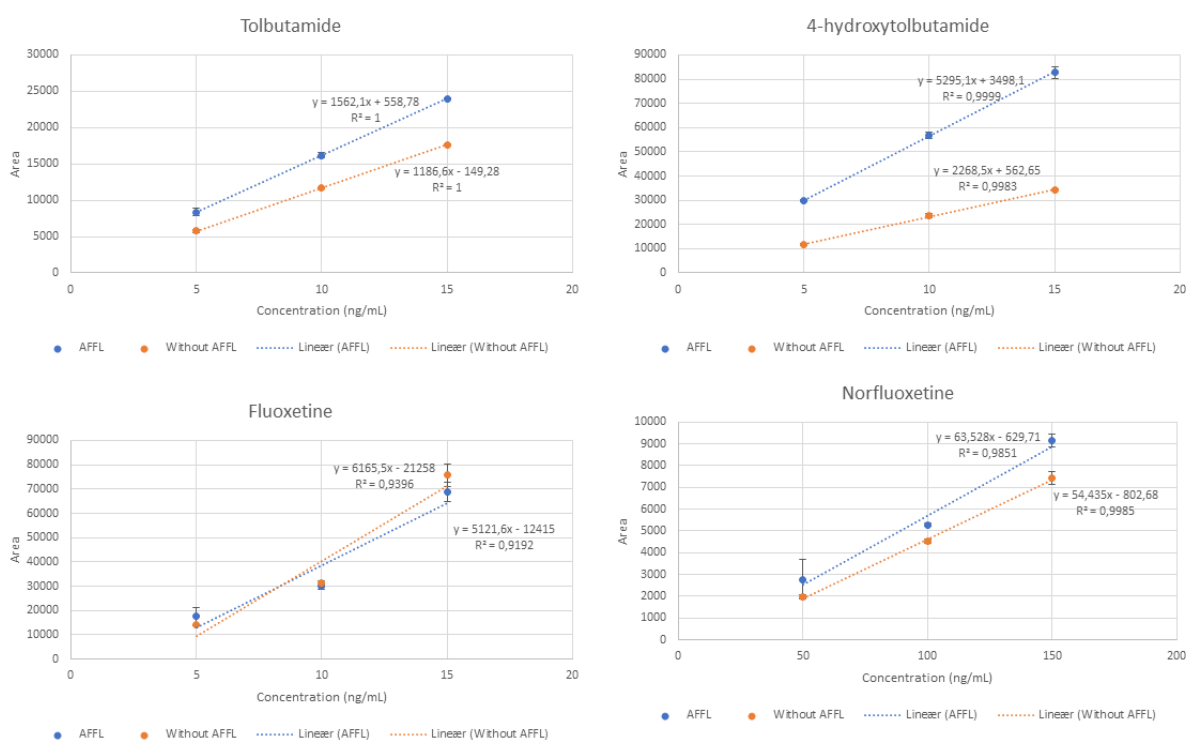 Tolbutamide
30000
25000
20000
15000
10000
5000
0
Area
y = 1562,1x + 558,78
R² = 1
y = 1186,6x - 149,28
R² = 1
0 5 10 15 20
Concentration (ng/mL)
AFFL Without AFFL Lineær (AFFL) Lineær (Without AFFL)
4-hydroxytolbutamide
90000
80000
70000
60000
50000
40000
30000
20000
10000
0
Area
y = 5295,1x + 3498,1
R² = 0,9999
y = 2268,5x + 562,65
R² = 0,9983
0 5 10 15 20
Concentration (ng/mL)
AFFL Without AFFL Lineær (AFFL) Lineær (Without AFFL)
Fluoxetine
90000
80000
70000
60000
50000
40000
30000
20000
10000
0
Area
y = 6165,5x - 21258
R² = 0,9396
y = 5121,6x - 12415
R² = 0,9192
0 5 10 15 20
Concentration (ng/mL)
AFFL Without AFFL Lineær (AFFL) Lineær (Without AFFL)
Norfluoxetine
10000
9000
8000
7000
6000
5000
4000
3000
2000
1000
0
Area
y = 63,528x - 629,71
R² = 0,9851
y = 54,435x - 802,68
R² = 0,9985
0 50 100 150 200
Concentration (ng/mL)
AFFL Without AFFL Lineær (AFFL) Lineær (Without AFFL)